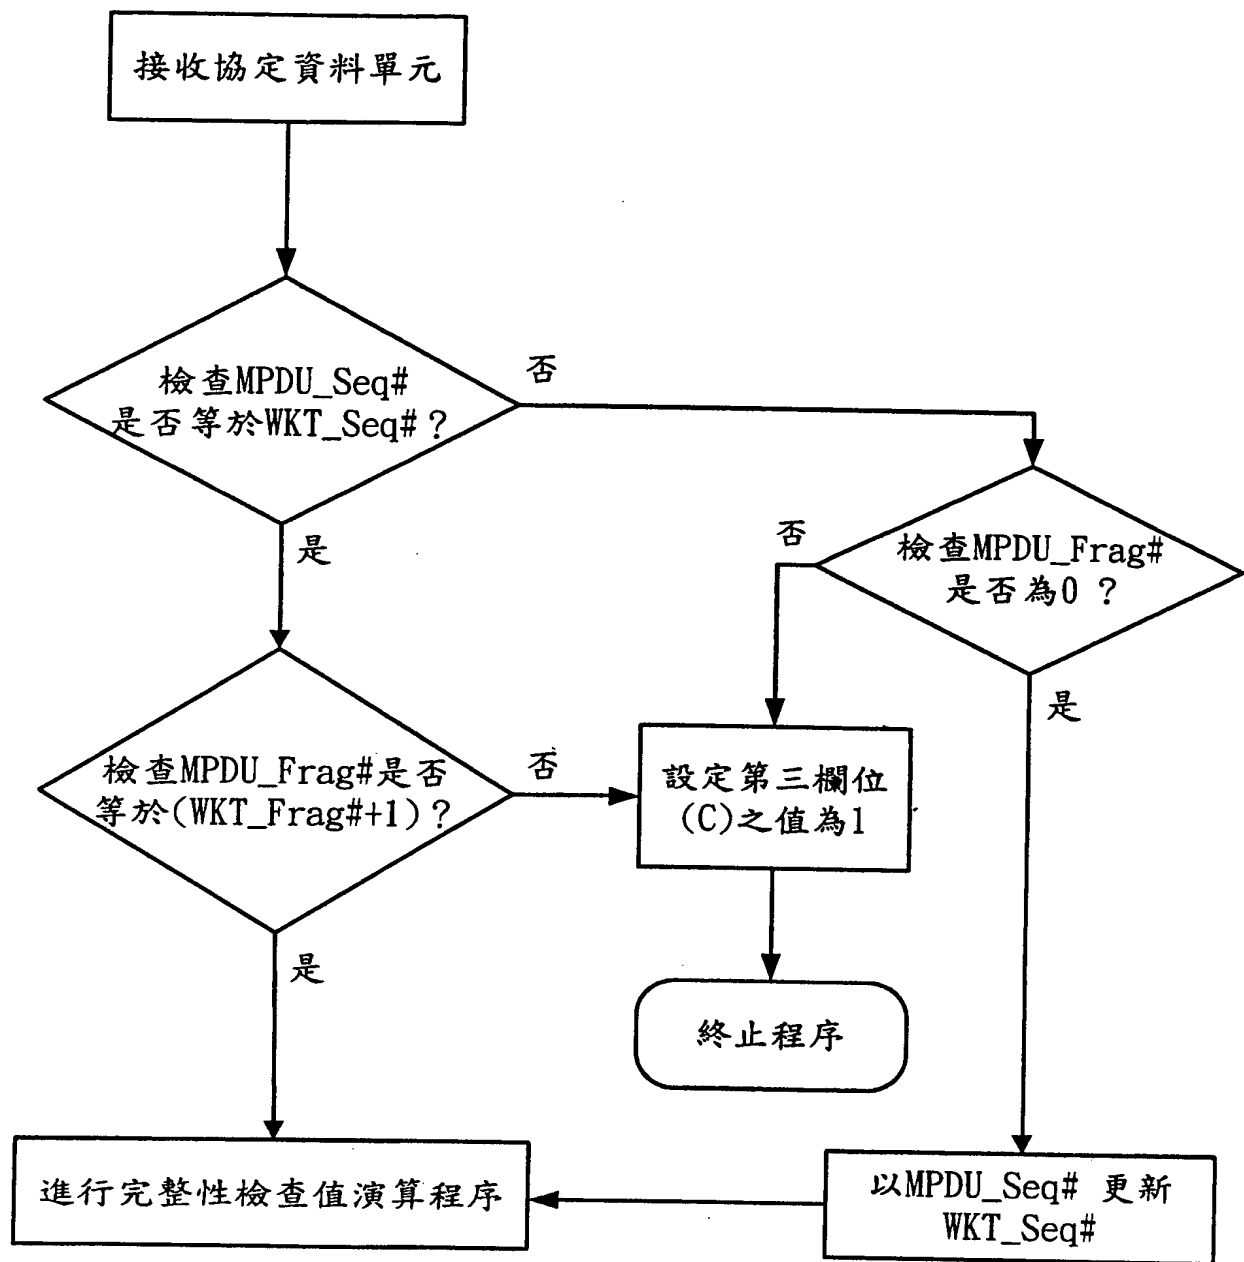 接收協定資料單元
檢查MPDU_Seq#
是否等於WKT_Seq#？
否
是
檢查MPDU_Frag#
是否為0？
否
是
檢查MPDU_Frag#是否
等於(WKT_Frag#+1)？
否
是
設定第三欄位
(C)之值為1
終止程序
進行完整性檢查值演算程序
以MPDU_Seq# 更新
WKT_Seq#